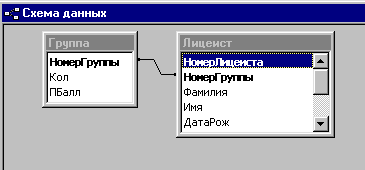 Схема данных
Группа
НомерГруппы
Кол
ПБалл
Лицеист
НомерЛицеиста
НомерГруппы
Фамилия
Имя
ДатаРож